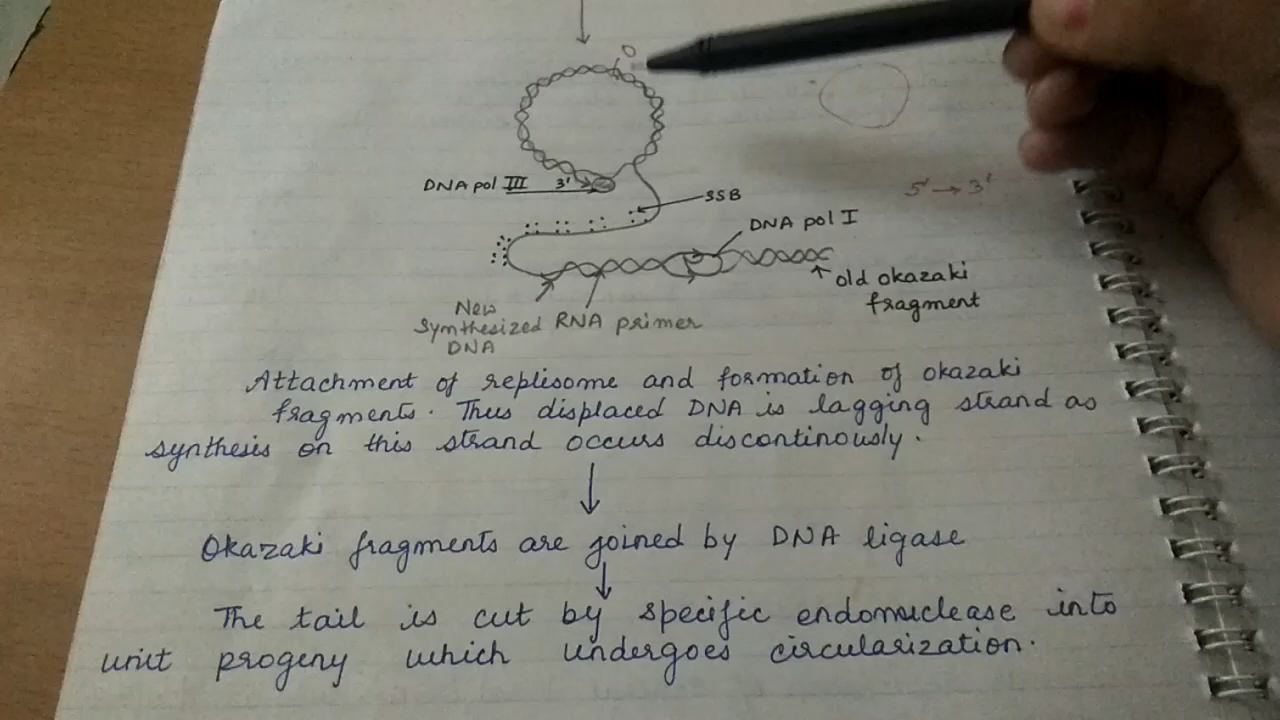 O
DNA pol III 3'
SSB
5' → 3'
DNA pol I
old okazaki
fragment
New
Synthesized
DNA
RNA primer
Attachment of replisome and formation of okazaki
fragments. Thus displaced DNA is lagging strand as
synthesis on this strand occurs discontinously.
Okazaki fragments are joined by DNA ligase
The tail is cut by specific endonuclease into
unit progeny which undergoes circularization.